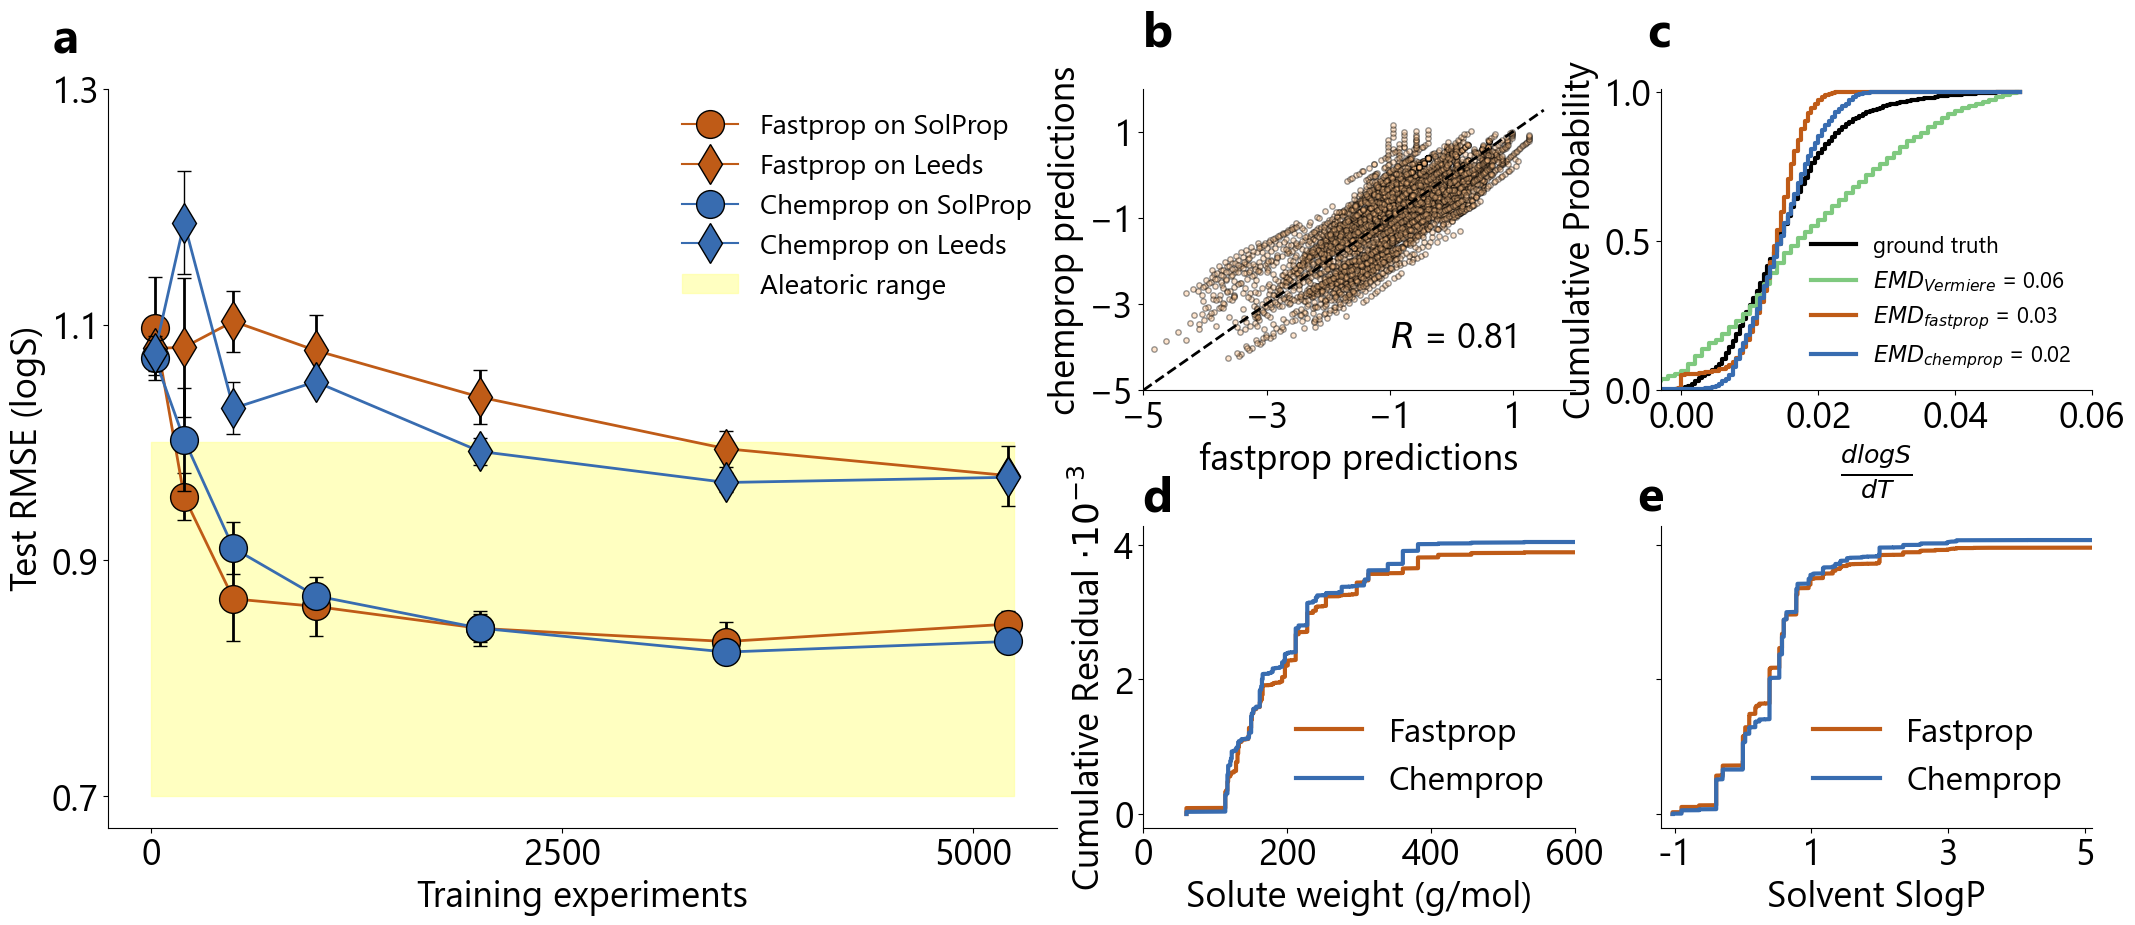 a
Test RMSE (logS)
1.3
1.1
0.9
0.7
Fastprop on SolProp
Fastprop on Leeds
Chemprop on SolProp
Chemprop on Leeds
Aleatoric range
0 2500 5000
Training experiments
b
chemprop predictions
1
−1
−3
−5
R = 0.81
−5 −3 −1 1
fastprop predictions
c
Cumulative Probability
1.0
0.5
0.0
ground truth
EMD_Vermiere = 0.06
EMD_fastprop = 0.03
EMD_chemprop = 0.02
0.00 0.02 0.04 0.06
dlogS
dT
d
Cumulative Residual ·10⁻³
4
2
0
Fastprop
Chemprop
0 200 400 600
Solute weight (g/mol)
e
Fastprop
Chemprop
-1 1 3 5
Solvent SlogP